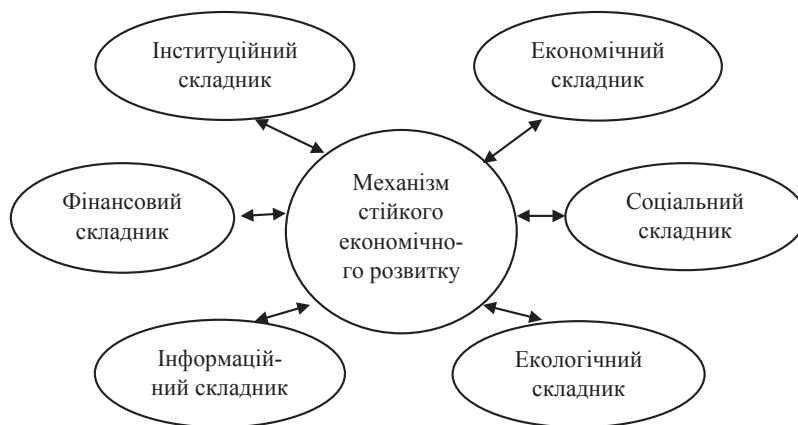 Інституційний
складник
Економічний
складник
Фінансовий
складник
Механізм
стійкого
економічно-
го розвитку
Соціальний
складник
Інформацій-
ний складник
Екологічний
складник